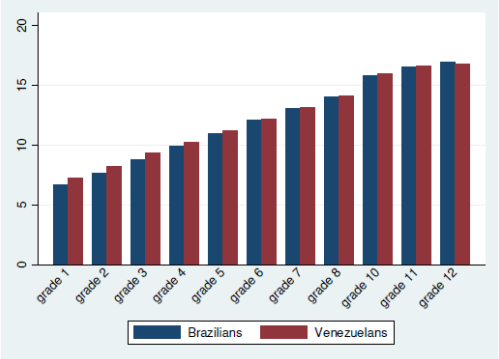 20
15
10
5
0
grade 1
grade 2
grade 3
grade 4
grade 5
grade 6
grade 7
grade 8
grade 10
grade 11
grade 12
Brazilians
Venezuelans